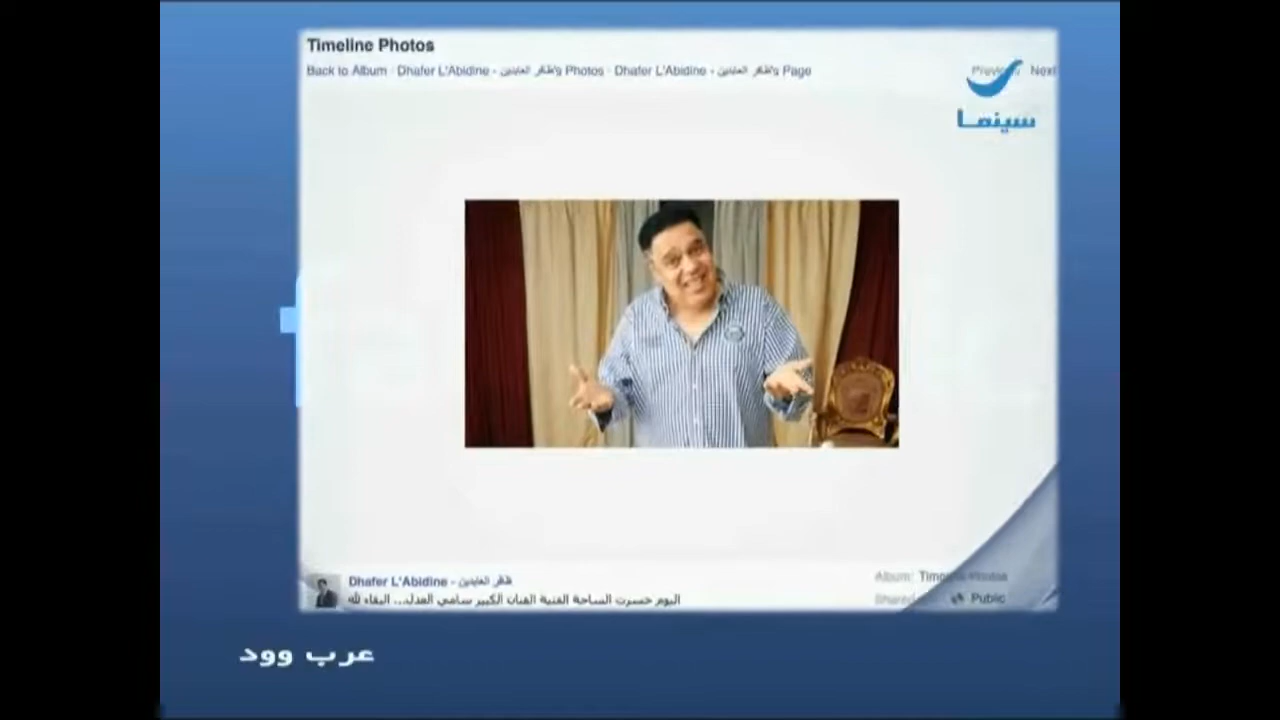 Timeline Photos
Back to Album · Dhafer L'Abidine - ظافر العابدين's Photos · Dhafer L'Abidine - ظافر العابدين's Page
Previous Next
سينما
Dhafer L'Abidine - ظافر العابدين
Album: Timeline Photos
اليوم خسرت الساحة الفنية الفنان الكبير سامي العدل... البقاء لله
Shared Public
عرب وود